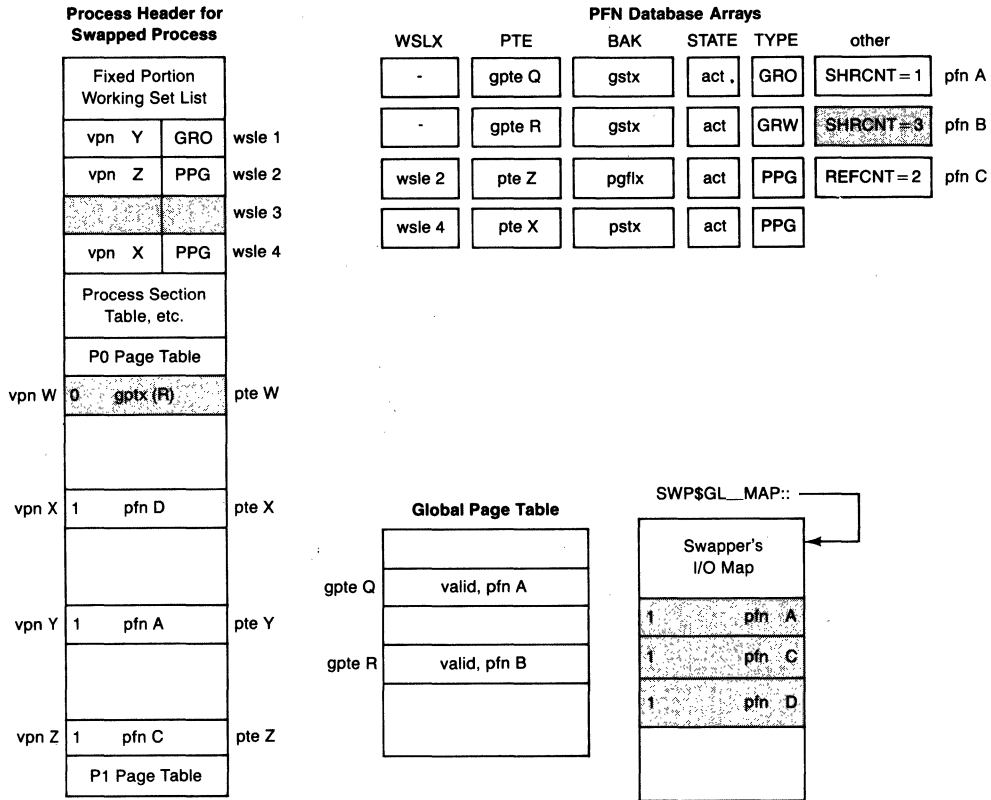 Process Header for
Swapped Process
Fixed Portion
Working Set List
vpn Y GRO wsle 1
vpn Z PPG wsle 2
wsle 3
vpn X PPG wsle 4
Process Section
Table, etc.
P0 Page Table
vpn W 0 gptx (R) pte W
vpn X 1 pfn D pte X
vpn Y 1 pfn A pte Y
vpn Z 1 pfn C pte Z
P1 Page Table
PFN Database Arrays
WSLX PTE BAK STATE TYPE other
- gpte Q gstx act . GRO SHRCNT = 1 pfn A
- gpte R gstx act GRW SHRCNT = 3 pfn B
wsle 2 pte Z pgflx act PPG REFCNT = 2 pfn C
wsle 4 pte X pstx act PPG
Global Page Table
gpte Q valid, pfn A
gpte R valid, pfn B
SWP$GL__MAP::
Swapper's
I/O Map
1 pfn A
1 pfn C
1 pfn D